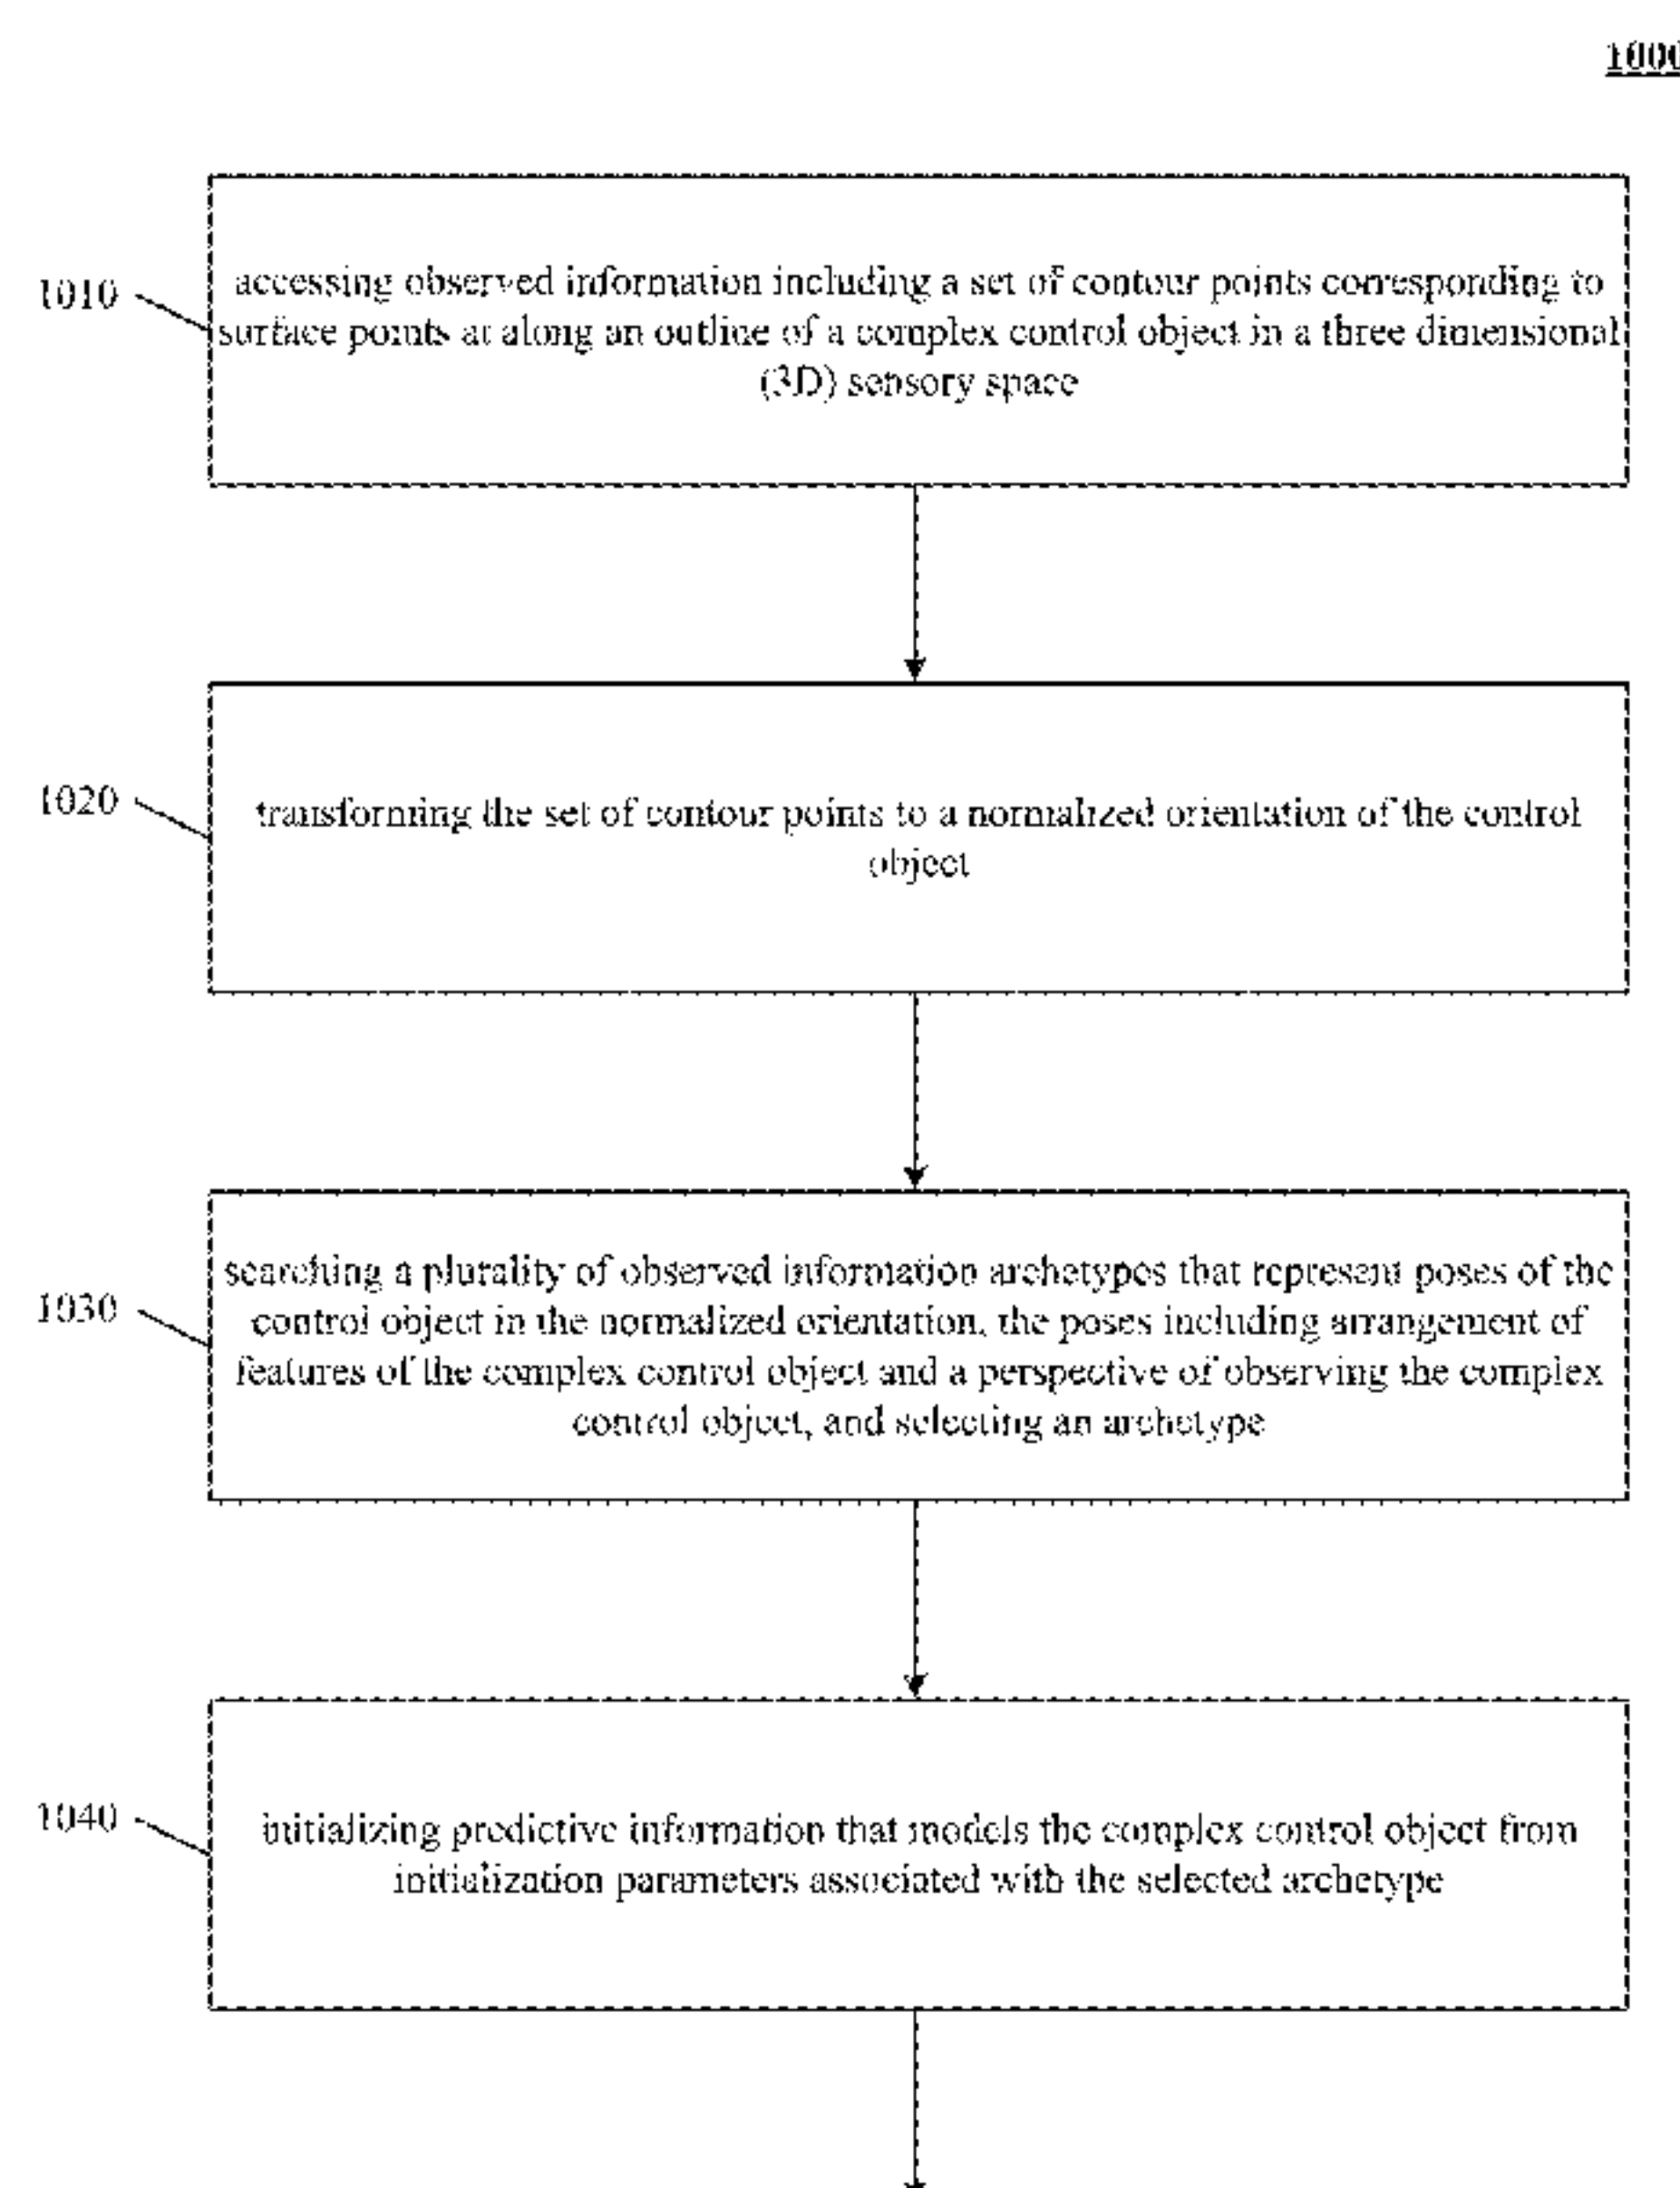 1000
1010
accessing observed information including a set of contour points corresponding to
surface points at along an outline of a complex control object in a three dimensional
(3D) sensory space
1020
transforming the set of contour points to a normalized orientation of the control
object
1030
searching a plurality of observed information archetypes that represent poses of the
control object in the normalized orientation, the poses including arrangement of
features of the complex control object and a perspective of observing the complex
control object, and selecting an archetype
1040
initializing predictive information that models the complex control object from
initialization parameters associated with the selected archetype